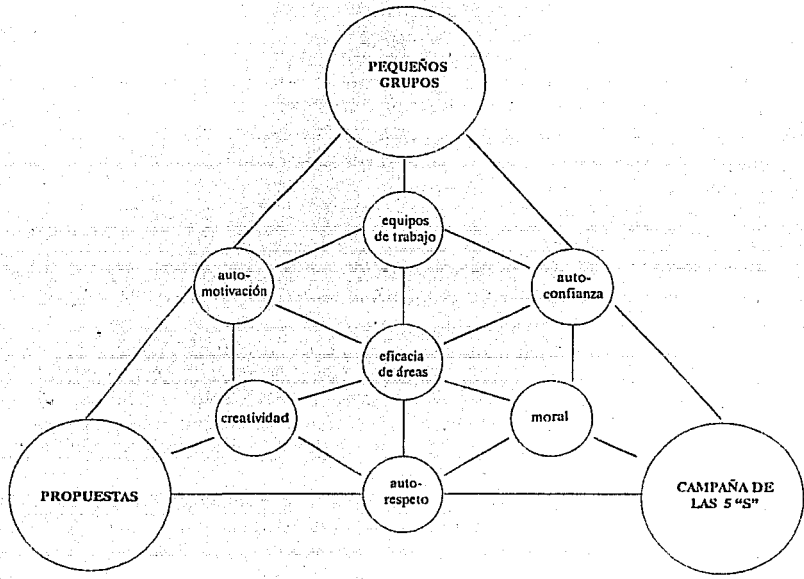 PEQUEÑOS
GRUPOS
equipos
de trabajo
auto-
motivación
auto-
confianza
eficacia
de áreas
creatividad
moral
auto-
respeto
PROPUESTAS
CAMPAÑA DE
LAS 5 “S”